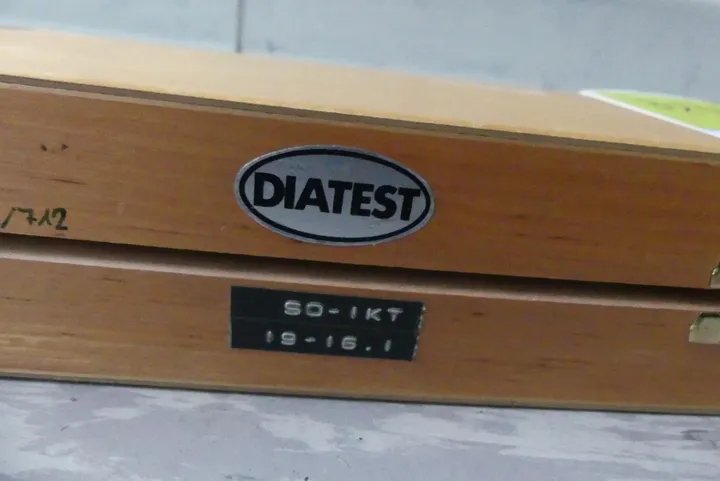 DIATEST
/712
SO-1KT
19-16.1